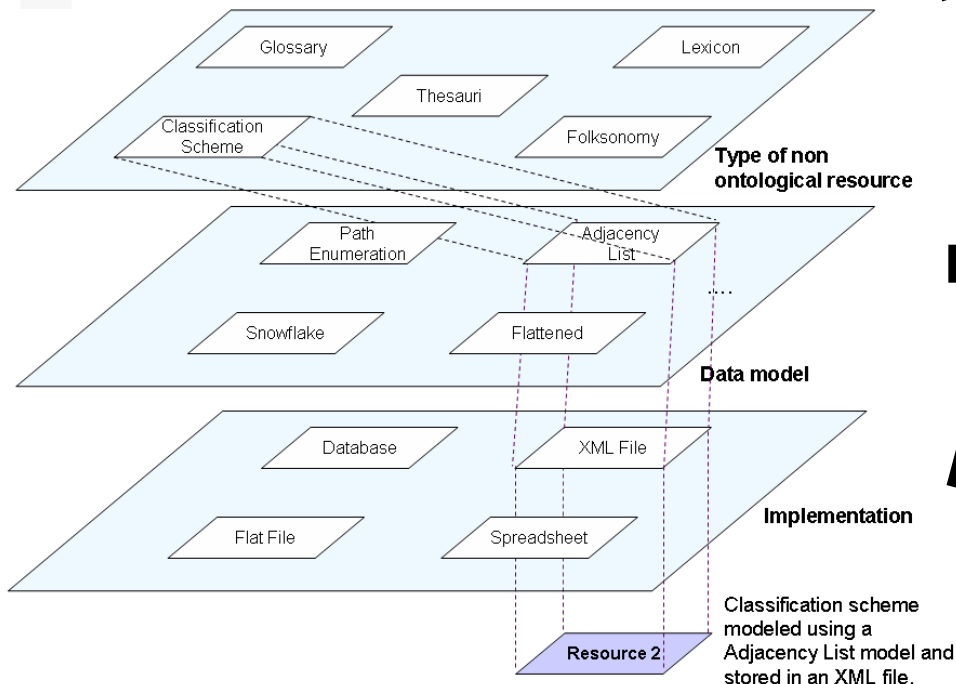 Glossary
Lexicon
Thesauri
Classification
Scheme
Folksonomy
Type of non
ontological resource
Path
Enumeration
Adjacency
List
....
Snowflake
Flattened
Data model
Database
XML File
Implementation
Flat File
Spreadsheet
Classification scheme
modeled using a
Adjacency List model and
stored in an XML file.
Resource 2